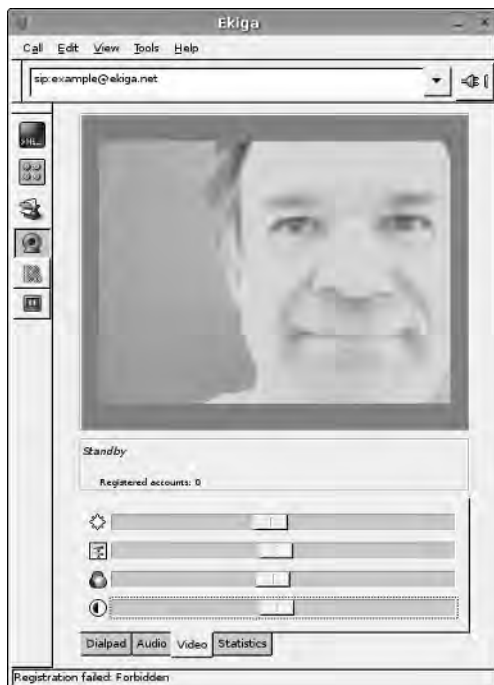 Ekiga
Call Edit View Tools Help
sip:example@ekiga.net
Standby
Registered accounts: 0
Dialpad Audio Video Statistics
Registration failed: Forbidden